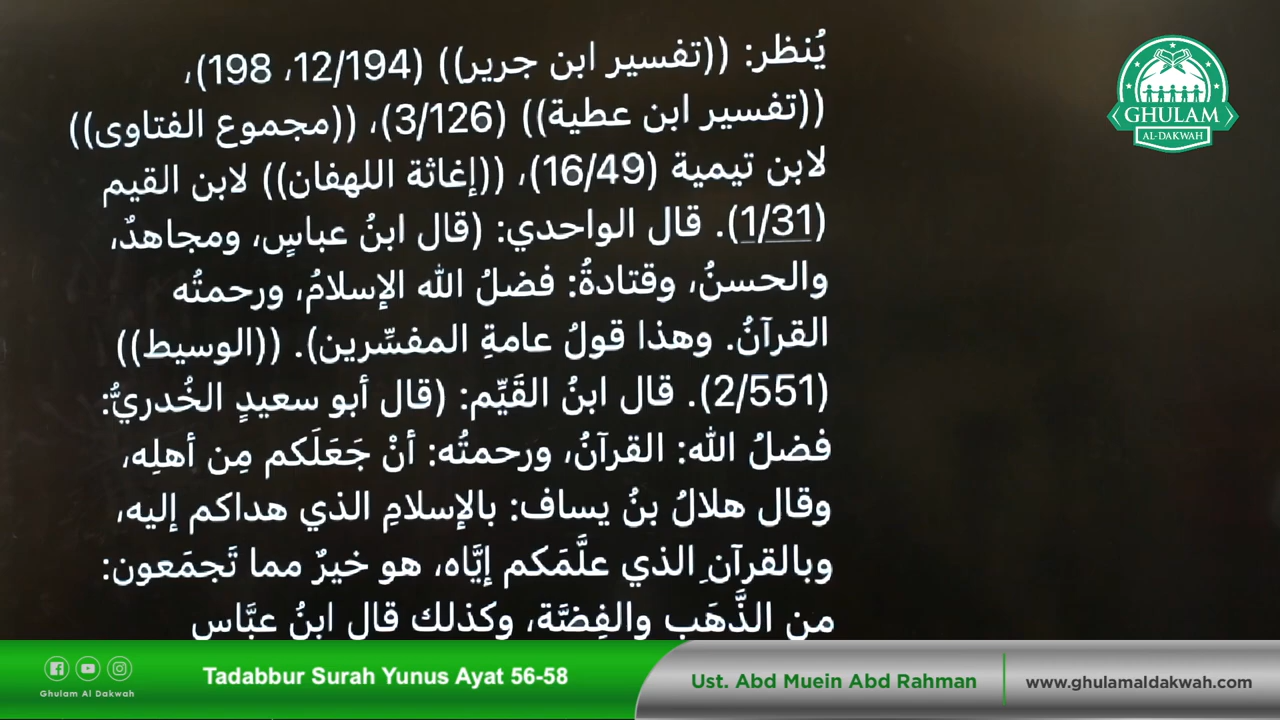 يُنظر: ((تفسير ابن جرير)) (12/194، 198)،
((تفسير ابن عطية)) (3/126)، ((مجموع الفتاوى))
لابن تيمية (16/49)، ((إغاثة اللهفان)) لابن القيم
(1/31). قال الواحدي: (قال ابنُ عباسٍ، ومجاهدٌ،
والحسنُ، وقتادةُ: فضلُ الله الإسلامُ، ورحمتُه
القرآنُ. وهذا قولُ عامةِ المفسِّرين). ((الوسيط))
(2/551). قال ابنُ القَيِّم: (قال أبو سعيدٍ الخُدريُّ:
فضلُ الله: القرآنُ، ورحمتُه: أنْ جَعَلَكم مِن أهلِه،
وقال هلالُ بنُ يساف: بالإسلامِ الذي هداكم إليه،
وبالقرآنِ الذي علَّمَكم إيَّاه، هو خيرٌ مما تَجمَعون:
من الذَّهَب والفِضَّة، وكذلك قال ابنُ عبَّاس
GHULAM
AL-DAKWAH
Ghulam Al Dakwah
Tadabbur Surah Yunus Ayat 56-58
Ust. Abd Muein Abd Rahman
www.ghulamaldakwah.com